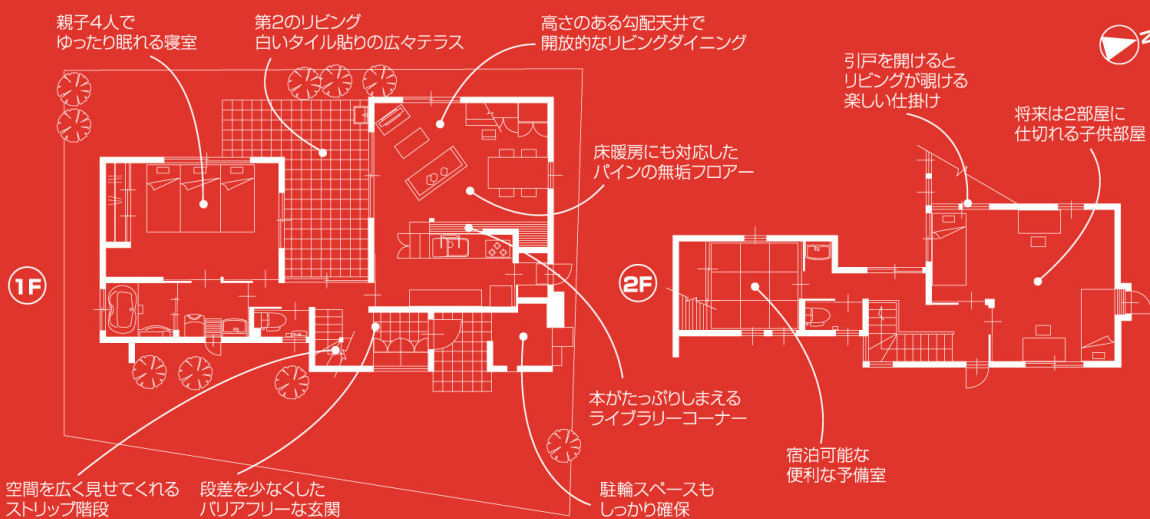 親子4人で
ゆったり眠れる寝室
第2のリビング
白いタイル貼りの広々テラス
高さのある勾配天井で
開放的なリビングダイニング
引戸を開けると
リビングが覗ける
楽しい仕掛け
将来は2部屋に
仕切れる子供部屋
床暖房にも対応した
パインの無垢フロアー
1F
2F
本がたっぷりしまえる
ライブラリーコーナー
宿泊可能な
便利な予備室
空間を広く見せてくれる
ストリップ階段
段差を少なくした
バリアフリーな玄関
駐輪スペースも
しっかり確保
N